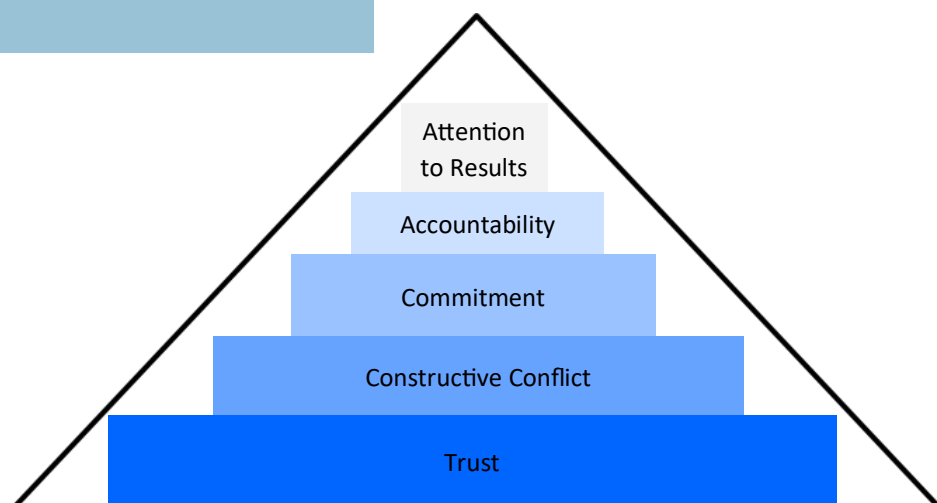 Attention
to Results
Accountability
Commitment
Constructive Conflict
Trust